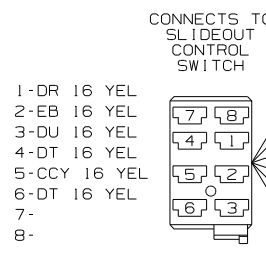 CONNECTS TO
SLIDEOUT
CONTROL
SWITCH
1-DR 16 YEL
2-EB 16 YEL
3-DU 16 YEL
4-DT 16 YEL
5-CCY 16 YEL
6-DT 16 YEL
7-
8-
7 8
4 1
5 2
6 3